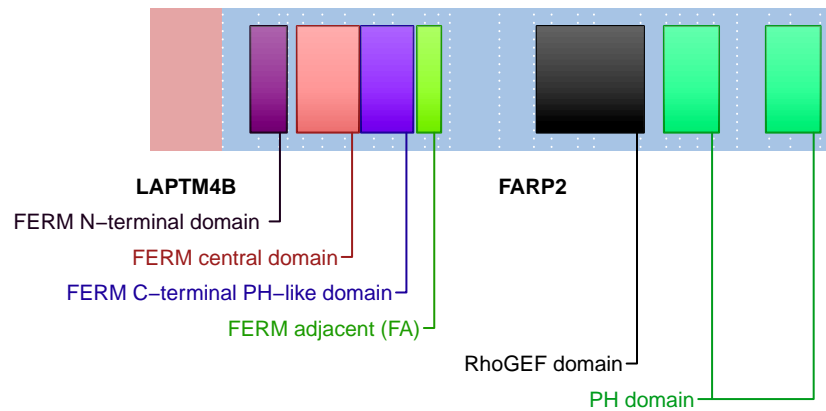 LAPTM4B FARP2
FERM N−terminal domain
FERM central domain
FERM C−terminal PH−like domain
FERM adjacent (FA)
RhoGEF domain
PH domain